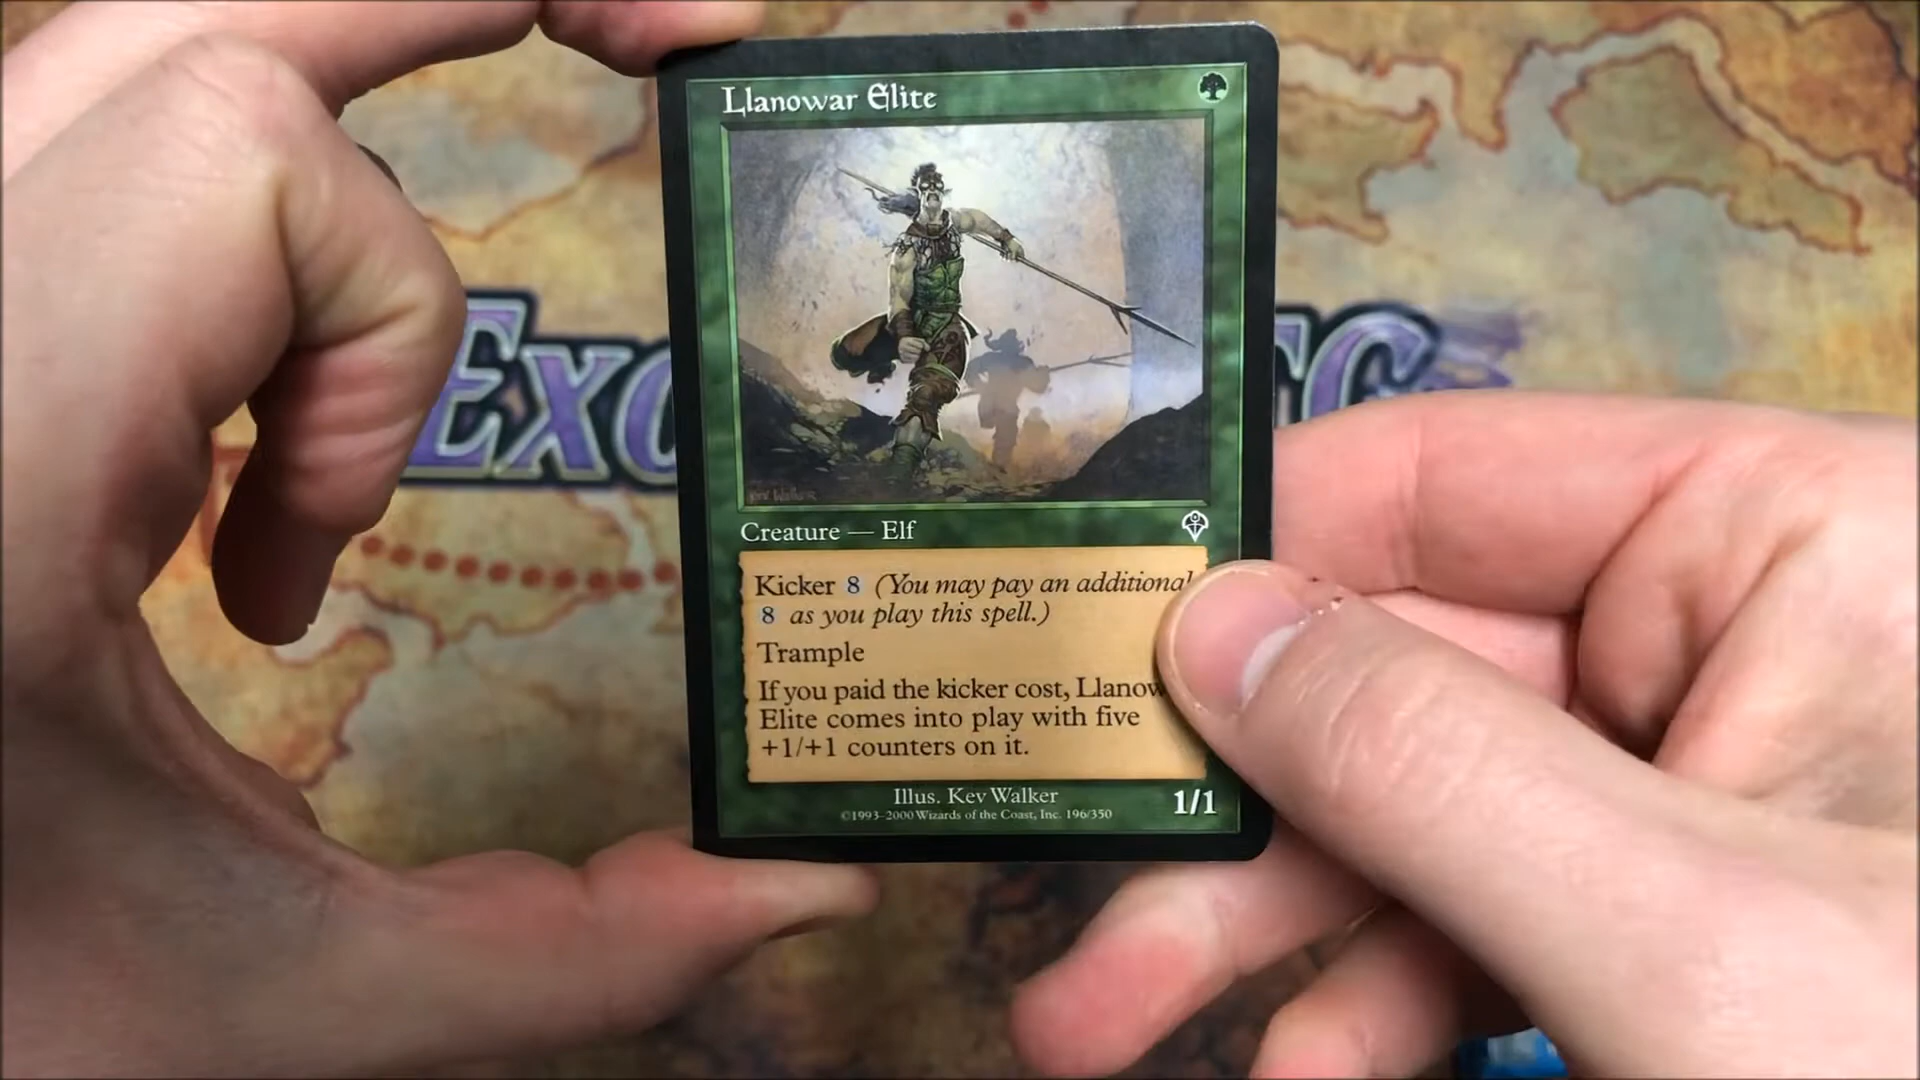 Llanowar Elite
Kev Walker
Creature — Elf
Kicker 8 (You may pay an additional
8 as you play this spell.)
Trample
If you paid the kicker cost, Llanow
Elite comes into play with five
+1/+1 counters on it.
Illus. Kev Walker
1/1
©1993–2000 Wizards of the Coast, Inc. 196/350